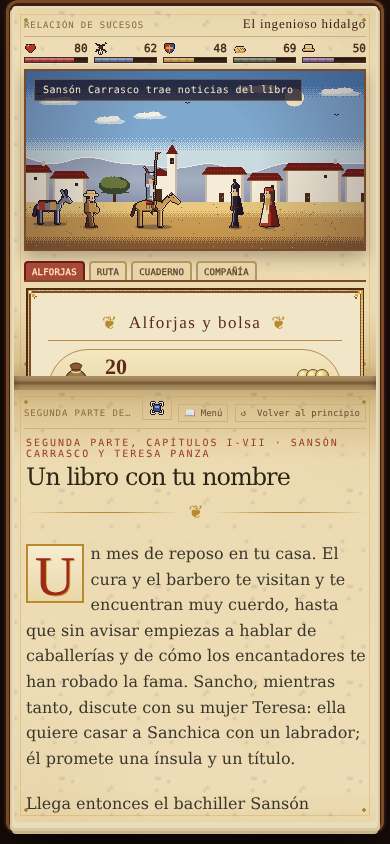 RELACIÓN DE SUCESOS
El ingenioso hidalgo
80 62 48 69 50
Sansón Carrasco trae noticias del libro
ALFORJAS RUTA CUADERNO COMPAÑÍA
Alforjas y bolsa
20
SEGUNDA PARTE DE… Menú ↺ Volver al principio
SEGUNDA PARTE, CAPÍTULOS I-VII · SANSÓN
CARRASCO Y TERESA PANZA
Un libro con tu nombre
Un mes de reposo en tu casa. El
cura y el barbero te visitan y te
encuentran muy cuerdo, hasta
que sin avisar empiezas a hablar de
caballerías y de cómo los encantadores te
han robado la fama. Sancho, mientras
tanto, discute con su mujer Teresa: ella
quiere casar a Sanchica con un labrador;
él promete una ínsula y un título.
Llega entonces el bachiller Sansón